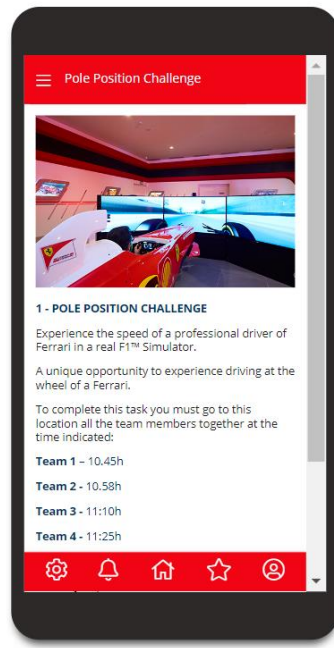 Pole Position Challenge
1 - POLE POSITION CHALLENGE
Experience the speed of a professional driver of
Ferrari in a real F1™ Simulator.
A unique opportunity to experience driving at the
wheel of a Ferrari.
To complete this task you must go to this
location all the team members together at the
time indicated:
Team 1 – 10.45h
Team 2 - 10.58h
Team 3 - 11:10h
Team 4 - 11:25h